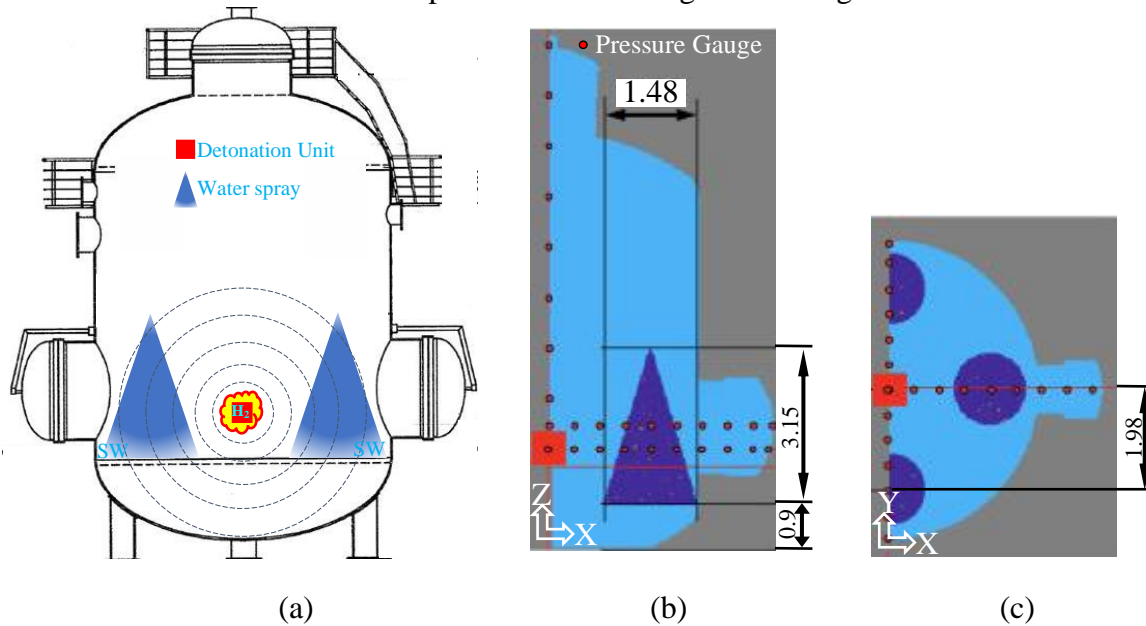 Detonation Unit
Water spray
H2
SW
SW
(a)
Pressure Gauge
1.48
3.15
0.9
Z
X
(b)
1.98
Y
X
(c)